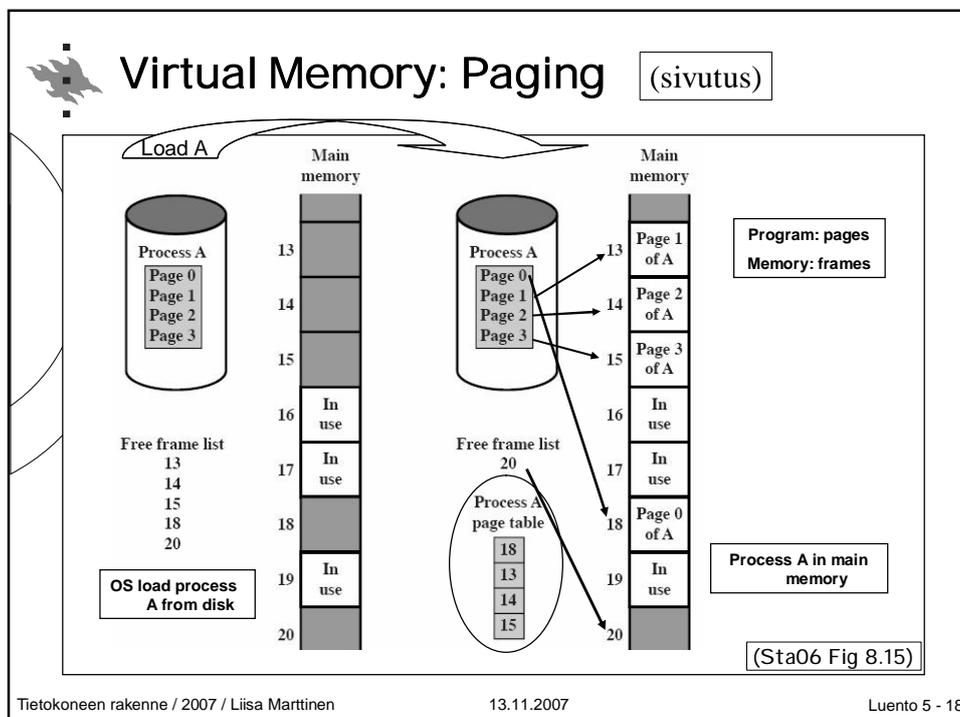 Virtual Memory: Paging
(sivutus)
Load A
Main
memory
Process A
Page 0
Page 1
Page 2
Page 3
13
14
15
16
In
use
17
In
use
18
19
In
use
20
Free frame list
13
14
15
18
20
OS load process
A from disk
Process A
Page 0
Page 1
Page 2
Page 3
Free frame list
20
Process A
page table
18
13
14
15
Main
memory
13
Page 1
of A
14
Page 2
of A
15
Page 3
of A
16
In
use
17
In
use
18
Page 0
of A
19
In
use
20
Program: pages
Memory: frames
Process A in main
memory
(Sta06 Fig 8.15)
Tietokoneen rakenne / 2007 / Liisa Marttinen
13.11.2007
Luento 5 - 18